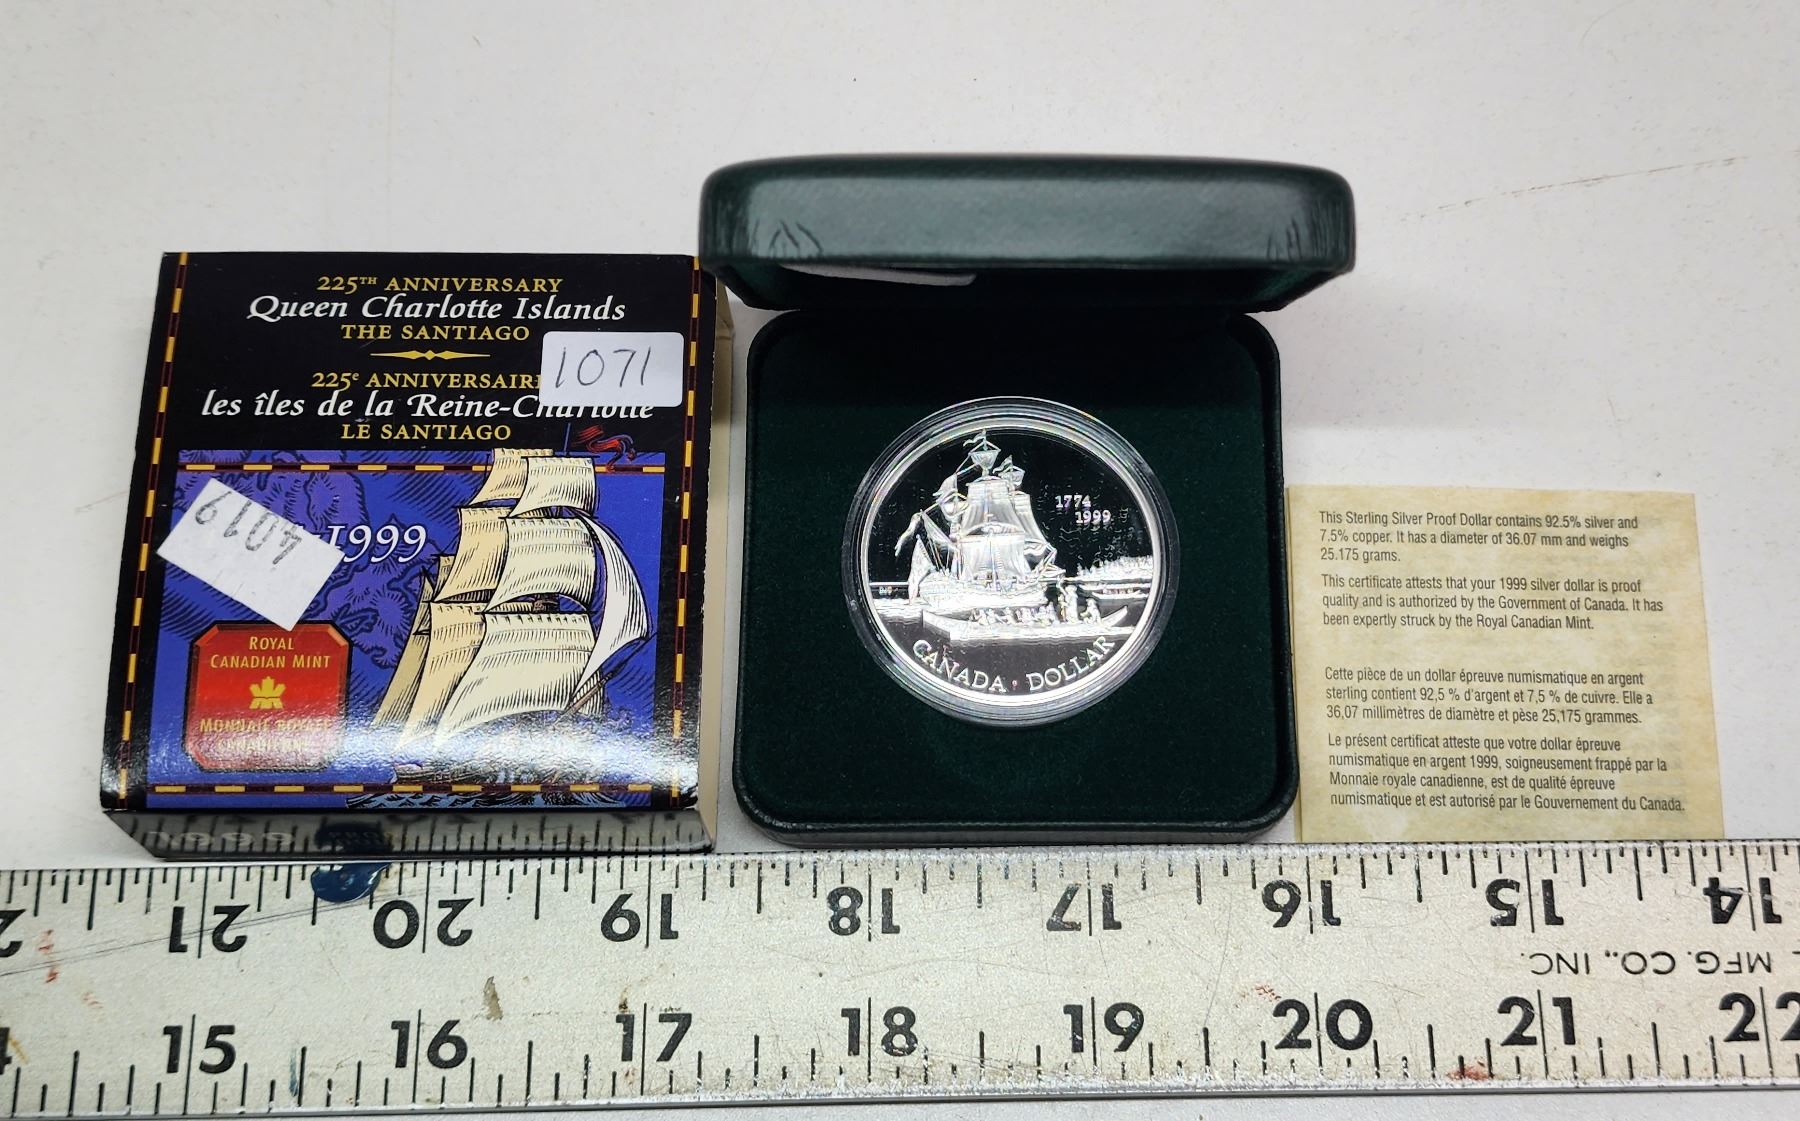 225TH ANNIVERSARY
Queen Charlotte Islands
THE SANTIAGO
1071
225e ANNIVERSAIRE
les îles de la Reine-Charlotte
LE SANTIAGO
4019
1999
ROYAL
CANADIAN MINT
MONNAIE ROYALE
CANADIENNE
1774
1999
CANADA · DOLLAR
This Sterling Silver Proof Dollar contains 92.5% silver and
7.5% copper. It has a diameter of 36.07 mm and weighs
25.175 grams.
This certificate attests that your 1999 silver dollar is proof
quality and is authorized by the Government of Canada. It has
been expertly struck by the Royal Canadian Mint.
Cette pièce de un dollar épreuve numismatique en argent
sterling contient 92,5 % d'argent et 7,5 % de cuivre. Elle a
36,07 millimètres de diamètre et pèse 25,175 grammes.
Le présent certificat atteste que votre dollar épreuve
numismatique en argent 1999, soigneusement frappé par la
Monnaie royale canadienne, est de qualité épreuve
numismatique et est autorisé par le Gouvernement du Canada.
21 20 19 18 17 16 15 14
MFG. CO., INC.
15 16 17 18 19 20 21 22